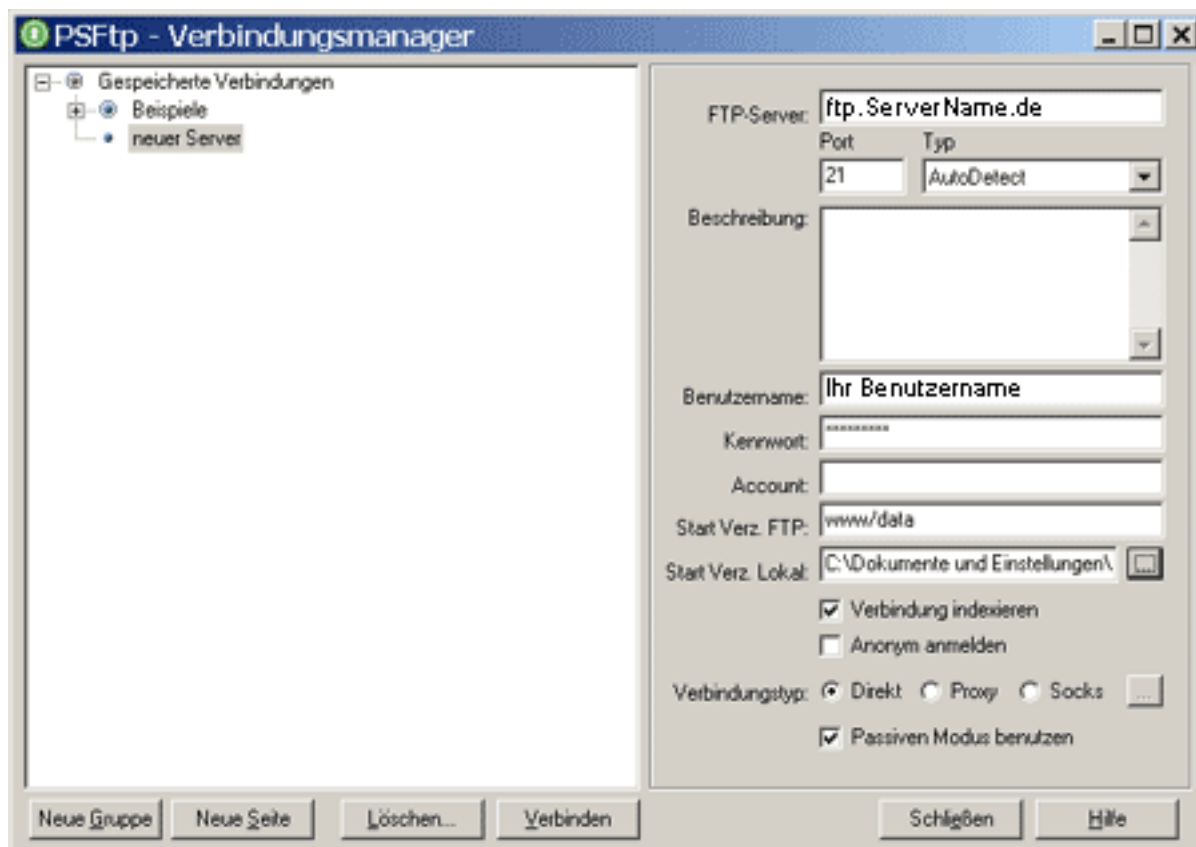 PSFtp - Verbindungsmanager
Gespeicherte Verbindungen
Beispiele
neuer Server
FTP-Server: ftp.ServerName.de
Port Typ
21 AutoDetect
Beschreibung:
Benutzername: Ihr Benutzername
Kennwort: *********
Account:
Start Verz. FTP: www/data
Start Verz. Lokal: C:\Dokumente und Einstellungen\ ...
Verbindung indexieren
Anonym anmelden
Verbindungstyp: Direkt Proxy Socks ...
Passiven Modus benutzen
Neue Gruppe Neue Seite Löschen... Verbinden Schließen Hilfe